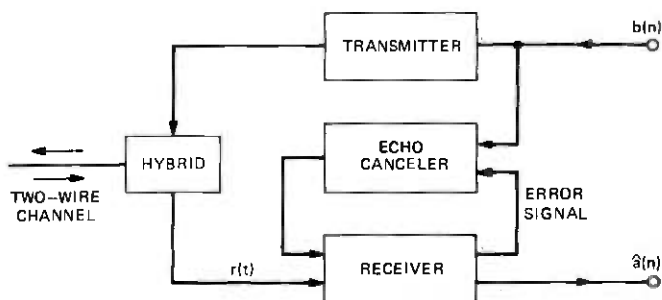 TRANSMITTER
b(n)
ECHO
CANCELER
HYBRID
TWO-WIRE
CHANNEL
ERROR
SIGNAL
r(t)
RECEIVER
â(n)